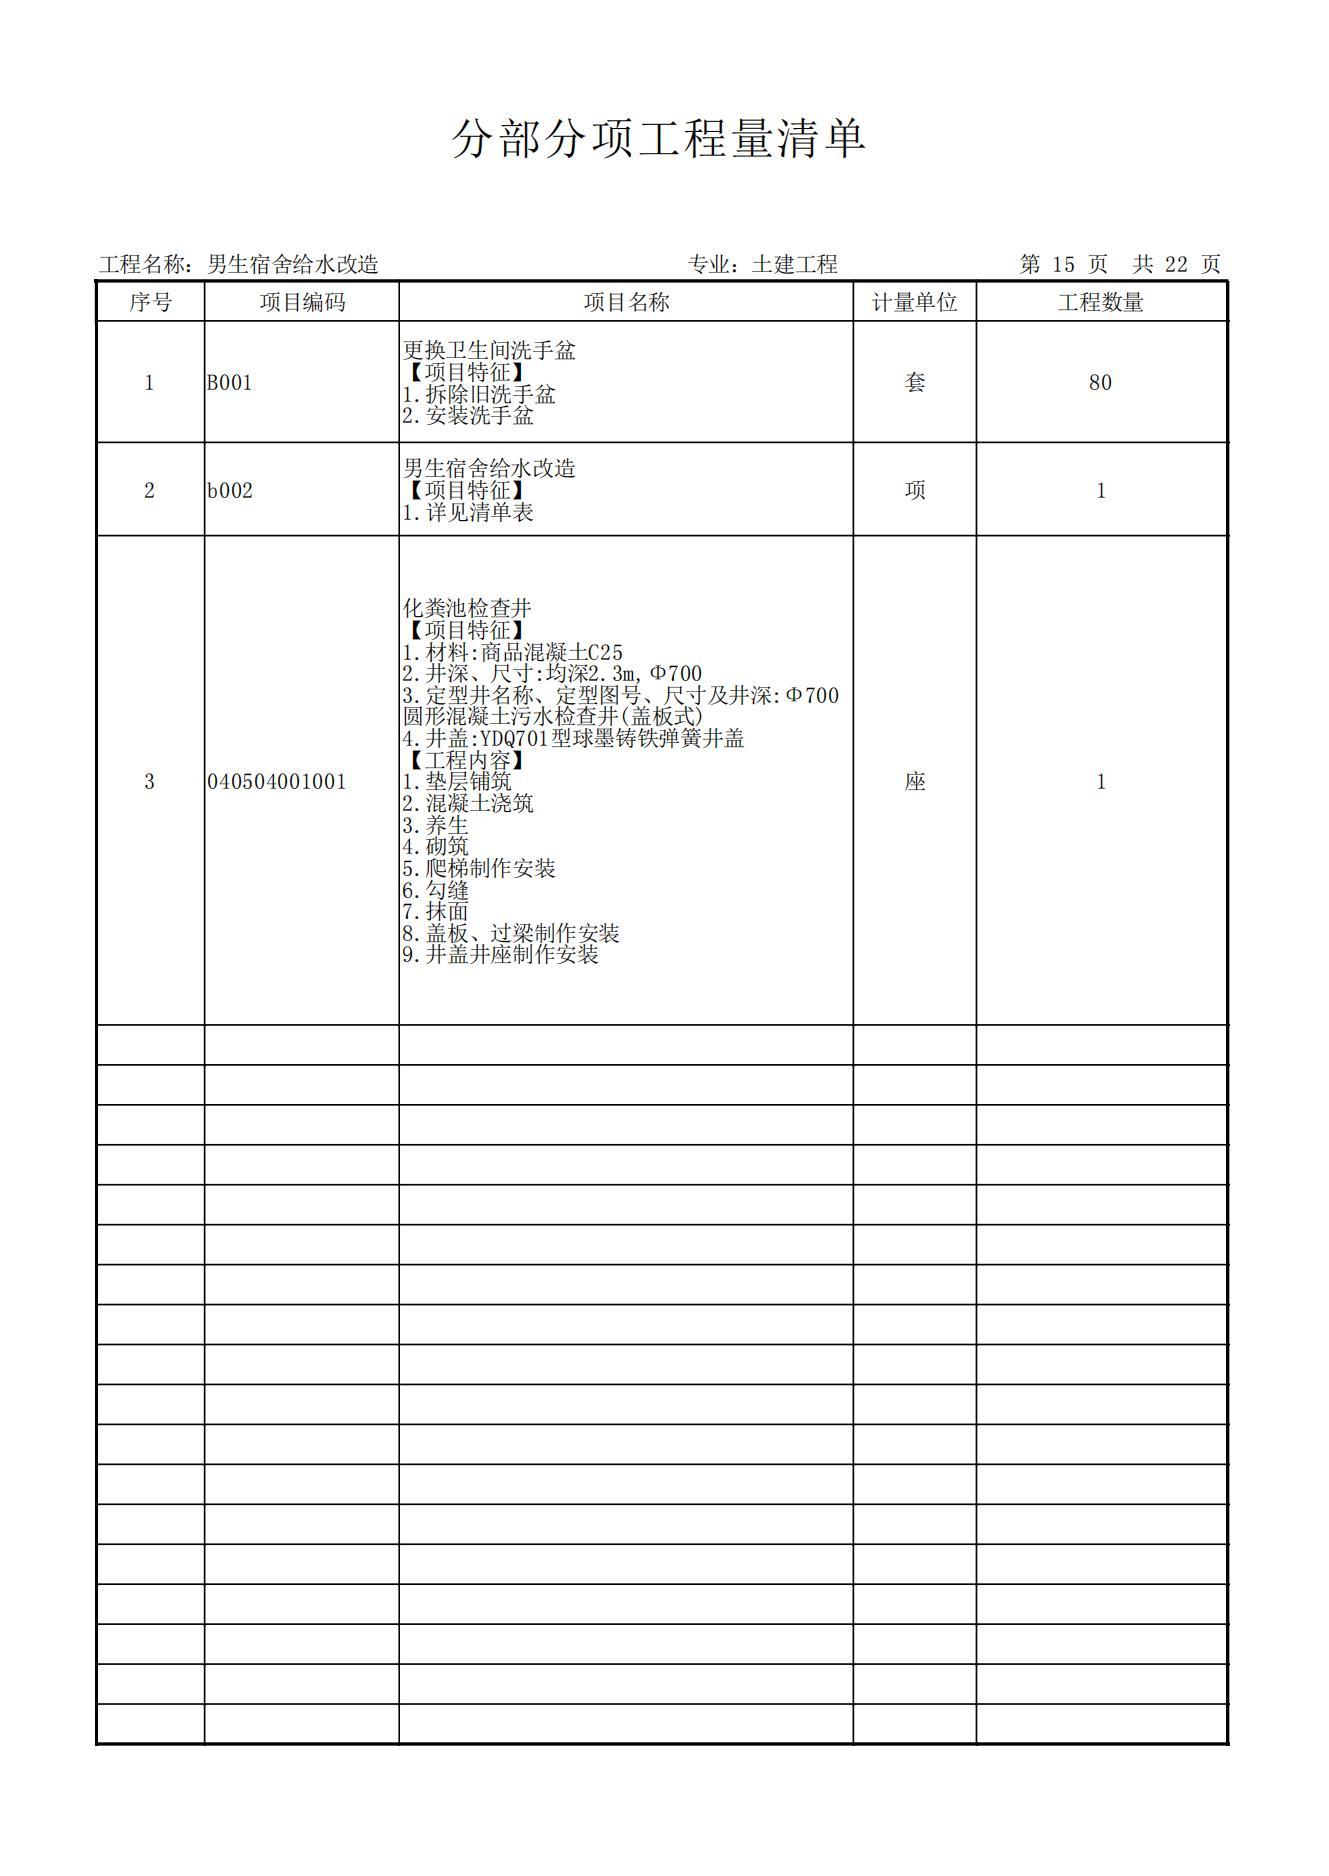 分部分项工程量清单
工程名称：男生宿舍给水改造 专业：土建工程 第 15 页 共 22 页
序号 项目编码 项目名称 计量单位 工程数量
更换卫生间洗手盆
【项目特征】
1 B001 套 80
1.拆除旧洗手盆
2.安装洗手盆
男生宿舍给水改造
2 b002 【项目特征】 项 1
1.详见清单表
化粪池检查井
【项目特征】
1.材料:商品混凝土C25
2.井深、尺寸:均深2.3m,Φ700
3.定型井名称、定型图号、尺寸及井深:Φ700
圆形混凝土污水检查井(盖板式)
4.井盖:YDQ701型球墨铸铁弹簧井盖
【工程内容】
3 040504001001 1.垫层铺筑 座 1
2.混凝土浇筑
3.养生
4.砌筑
5.爬梯制作安装
6.勾缝
7.抹面
8.盖板、过梁制作安装
9.井盖井座制作安装